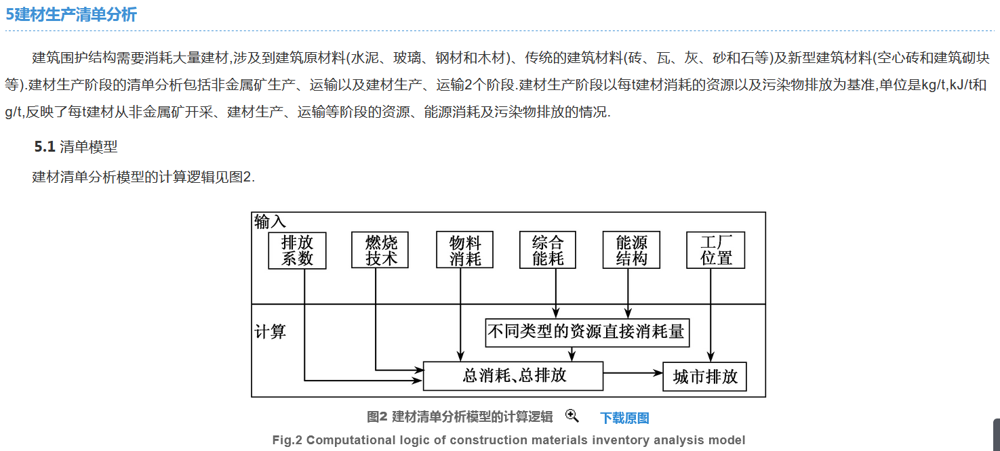 5建材生产清单分析
建筑围护结构需要消耗大量建材,涉及到建筑原材料(水泥、玻璃、钢材和木材)、传统的建筑材料(砖、瓦、灰、砂和石等)及新型建筑材料(空心砖和建筑砌块
等).建材生产阶段的清单分析包括非金属矿生产、运输以及建材生产、运输2个阶段.建材生产阶段以每t建材消耗的资源以及污染物排放为基准,单位是kg/t,kJ/t和
g/t,反映了每t建材从非金属矿开采、建材生产、运输等阶段的资源、能源消耗及污染物排放的情况.
5.1 清单模型
建材清单分析模型的计算逻辑见图2.
输入
排放
系数
燃烧
技术
物料
消耗
综合
能耗
能源
结构
工厂
位置
计算
不同类型的资源直接消耗量
总消耗、总排放
城市排放
图2 建材清单分析模型的计算逻辑 下载原图
Fig.2 Computational logic of construction materials inventory analysis model